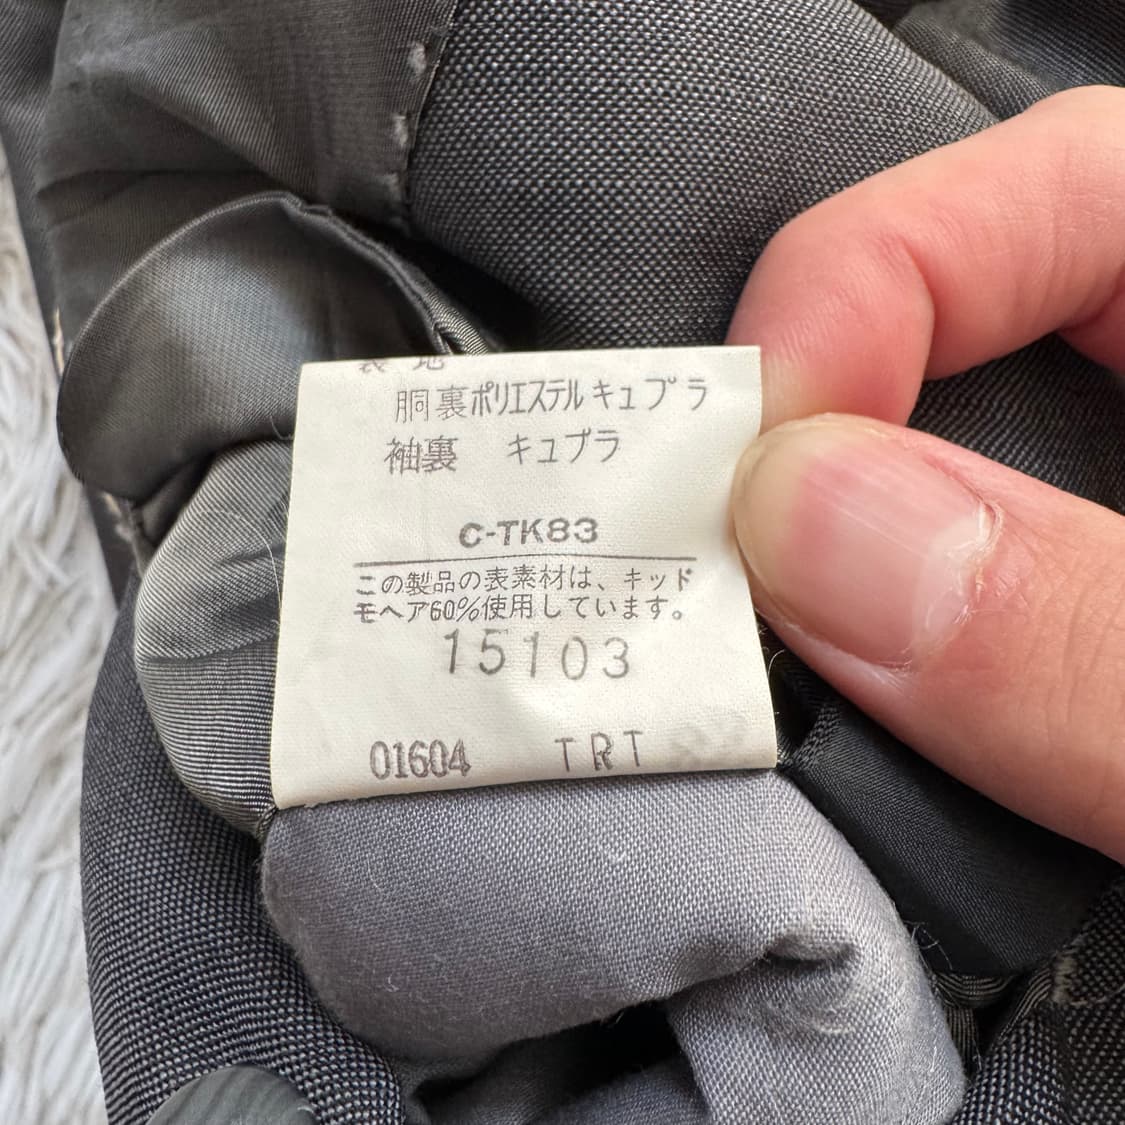 表 地
胴裏ポリエステルキュプラ
袖裏 キュプラ
C-TK83
この製品の表素材は、キッド
モヘア60%使用しています。
15103
01604 TRT